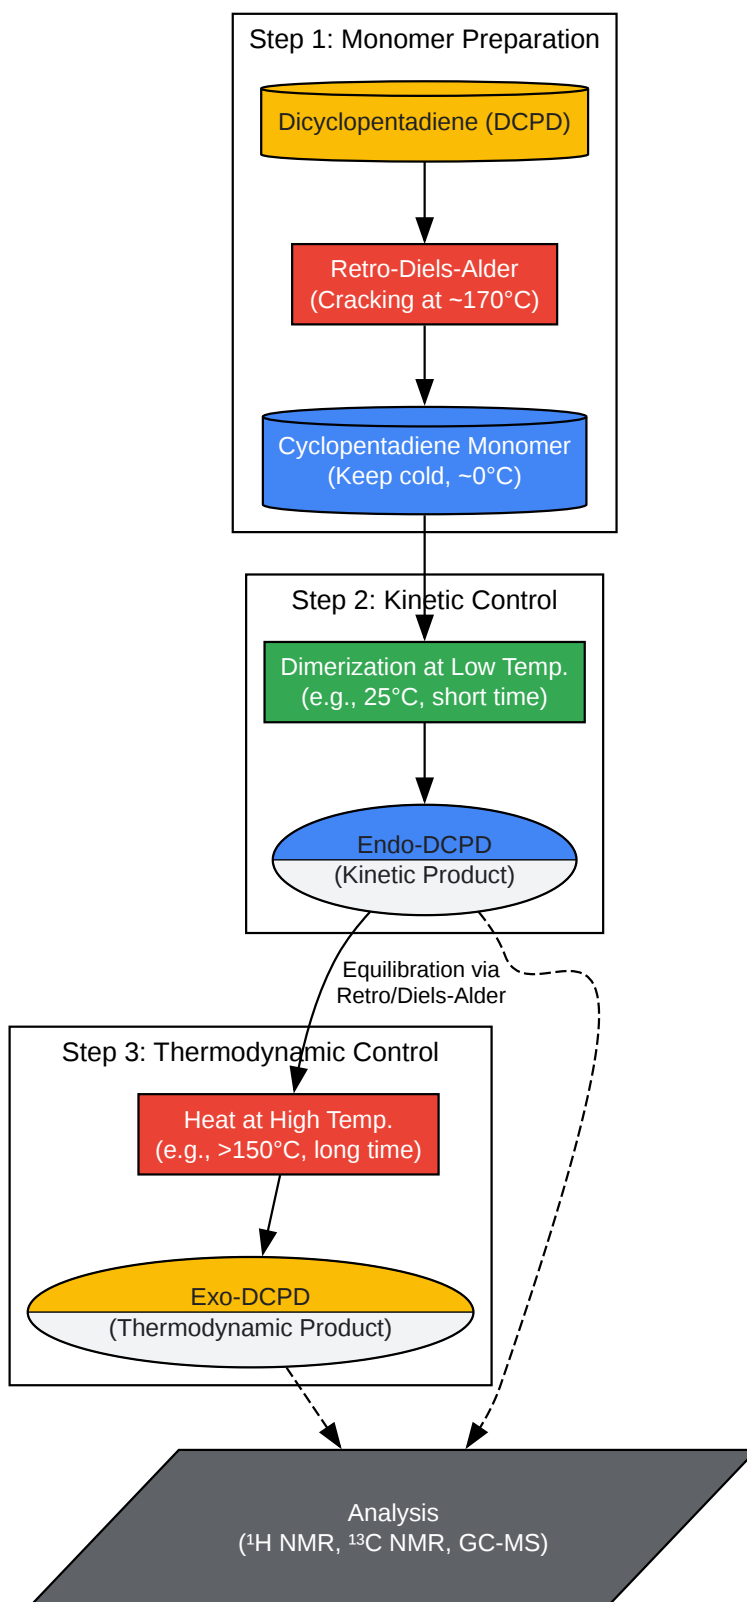 Step 1: Monomer Preparation
Dicyclopentadiene (DCPD)
Retro-Diels-Alder
(Cracking at ~170°C)
Cyclopentadiene Monomer
(Keep cold, ~0°C)
Step 2: Kinetic Control
Dimerization at Low Temp.
(e.g., 25°C, short time)
Endo-DCPD
(Kinetic Product)
Equilibration via
Retro/Diels-Alder
Step 3: Thermodynamic Control
Heat at High Temp.
(e.g., >150°C, long time)
Exo-DCPD
(Thermodynamic Product)
Analysis
(¹H NMR, ¹³C NMR, GC-MS)